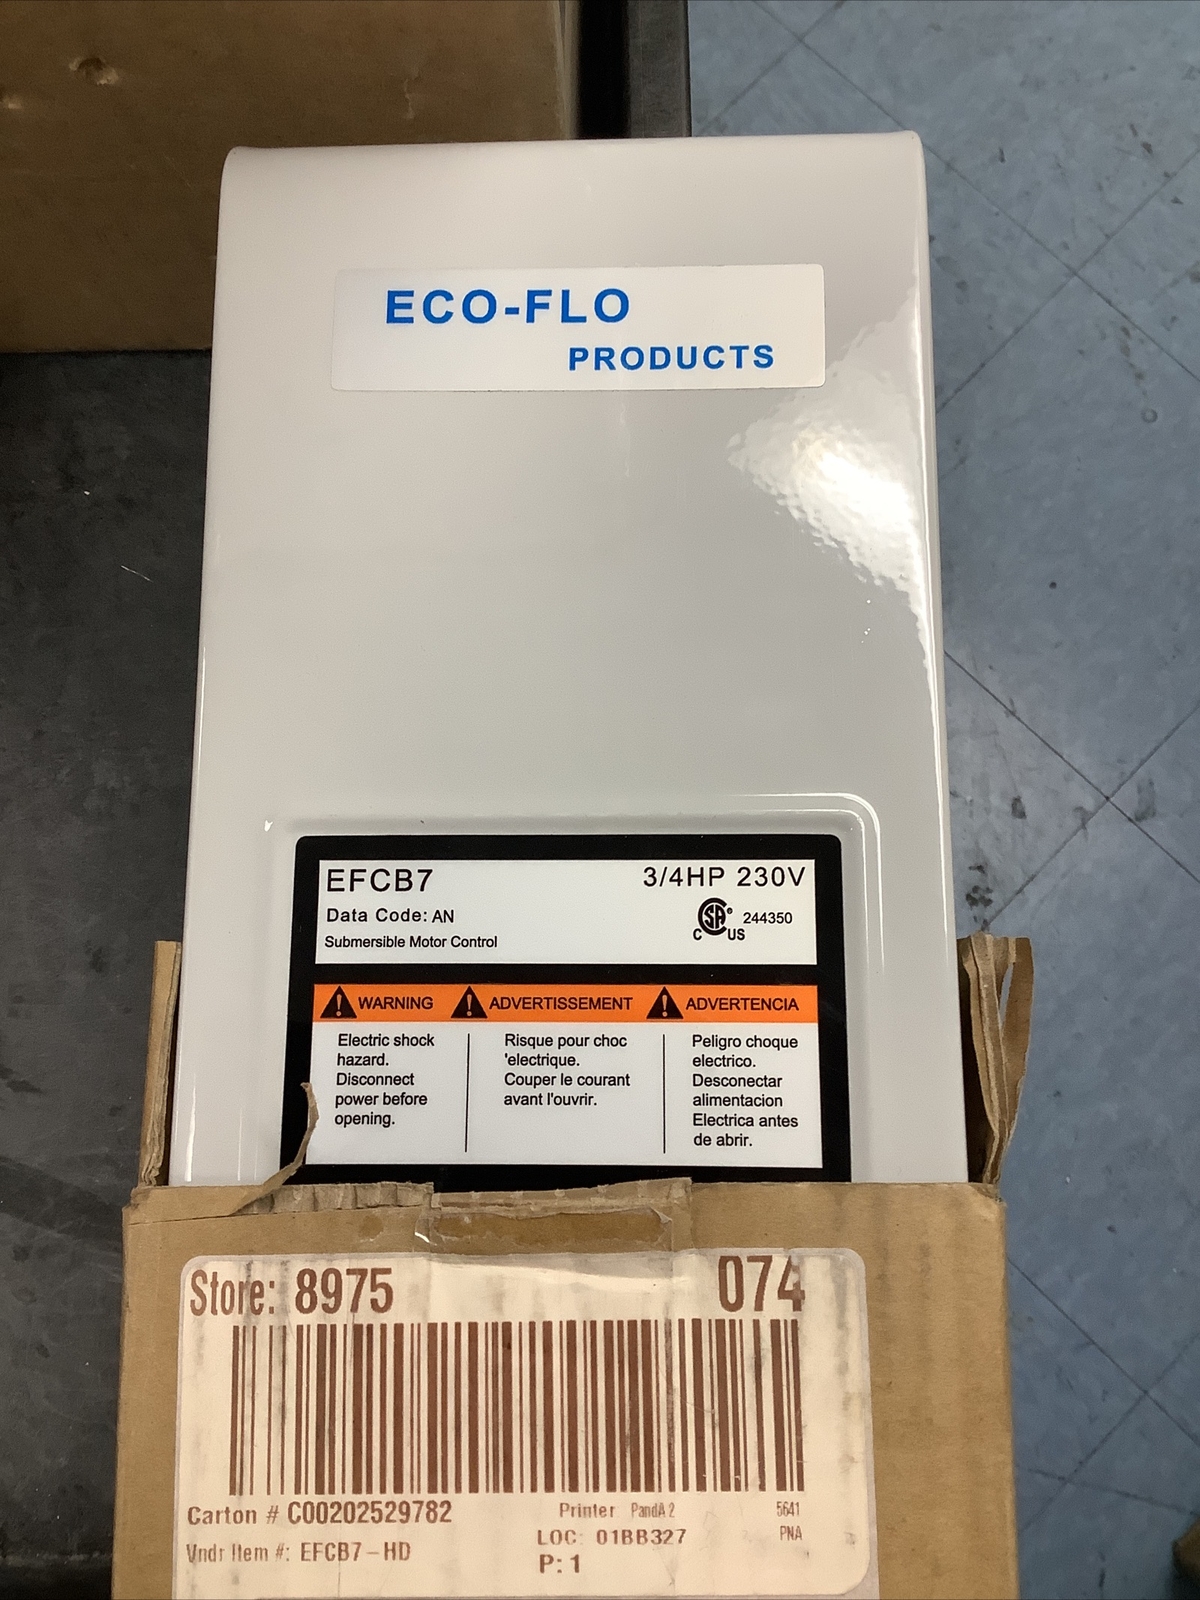 ECO-FLO
PRODUCTS
EFCB7
3/4HP 230V
Data Code: AN
CSA® 244350
C US
Submersible Motor Control
WARNING
ADVERTISSEMENT
ADVERTENCIA
Electric shock
hazard.
Disconnect
power before
opening.
Risque pour choc
'electrique.
Couper le courant
avant l'ouvrir.
Peligro choque
electrico.
Desconectar
alimentacion
Electrica antes
de abrir.
Store: 8975
074
Carton # C00202529782
Printer PandA 2
5641
LOC: 01BB327
PNA
Vndr Item #: EFCB7-HD
P: 1